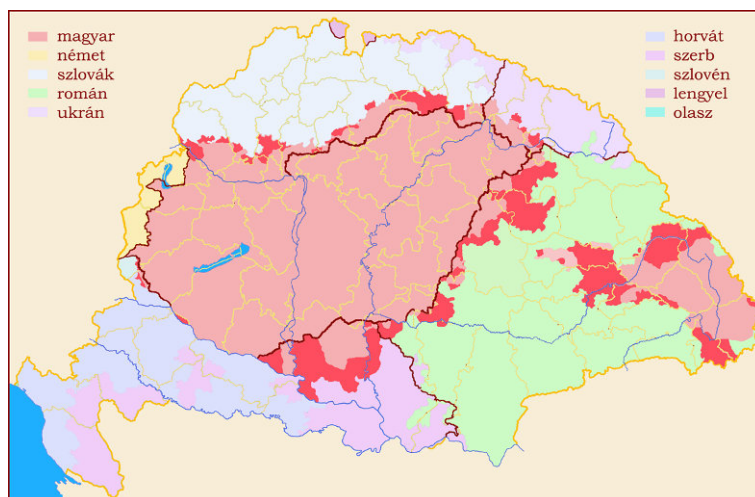 magyar
német
szlovák
román
ukrán
horvát
szerb
szlovén
lengyel
olasz